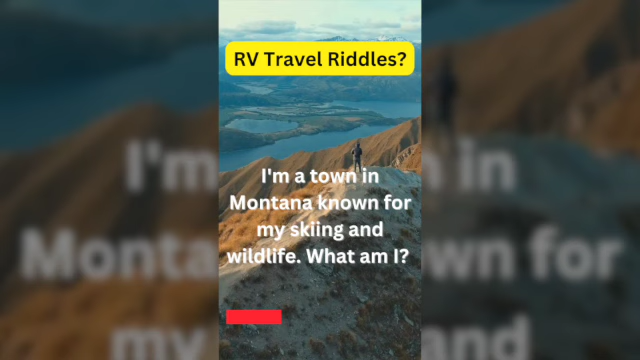 RV Travel Riddles?
I'm a town in
Montana known for
my skiing and
wildlife. What am I?